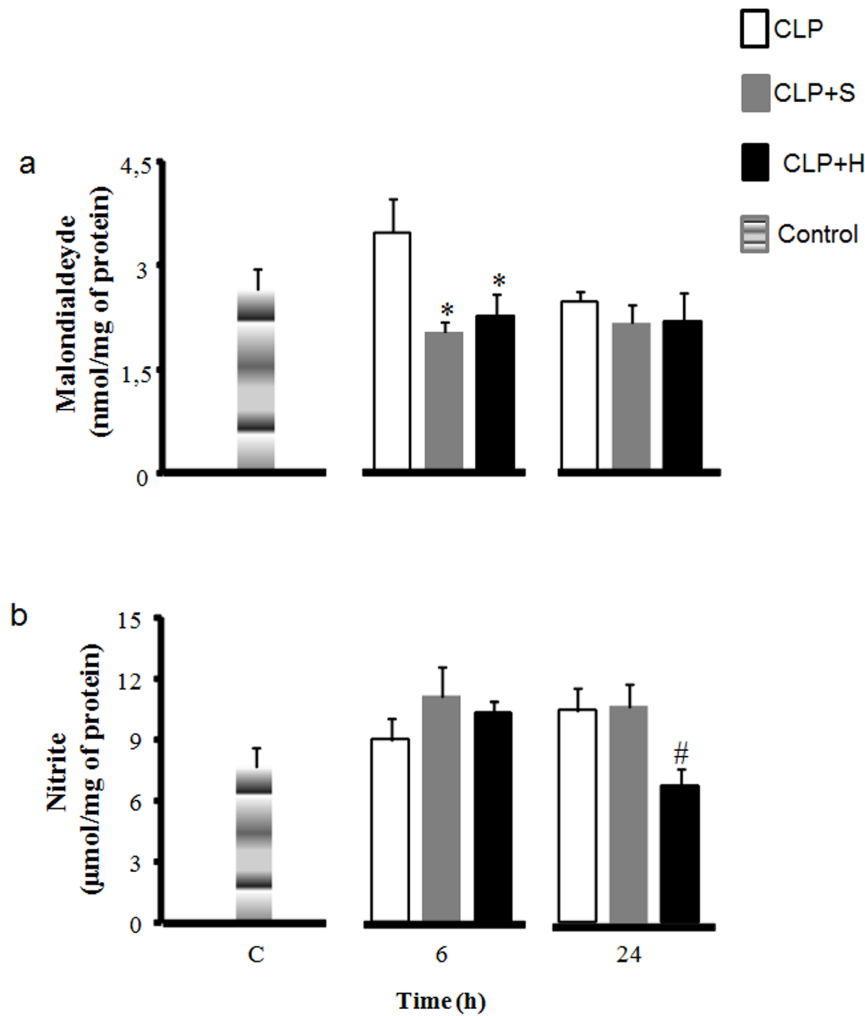 CLP
CLP+S
CLP+H
Control
a
Malondialdeyde
(nmol/mg of protein)
4,5
3
1,5
0
*
*
b
Nitrite
(µmol/mg of protein)
15
12
9
6
3
0
#
C
6
24
Time (h)